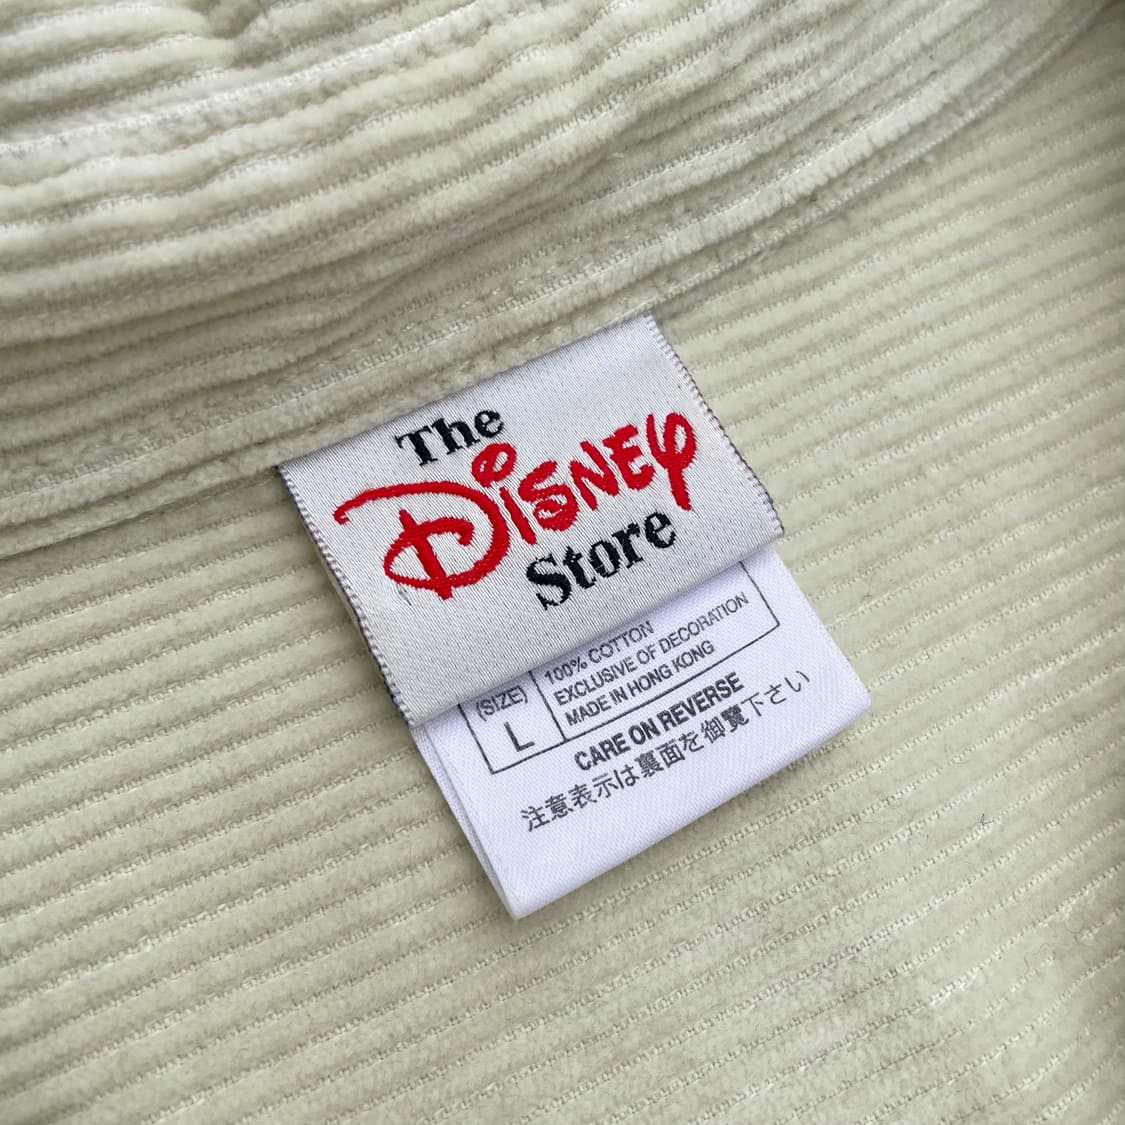 The
DISNEY
Store
(SIZE)
L
100% COTTON
EXCLUSIVE OF DECORATION
MADE IN HONG KONG
CARE ON REVERSE
注意表示は裏面を御覧下さい